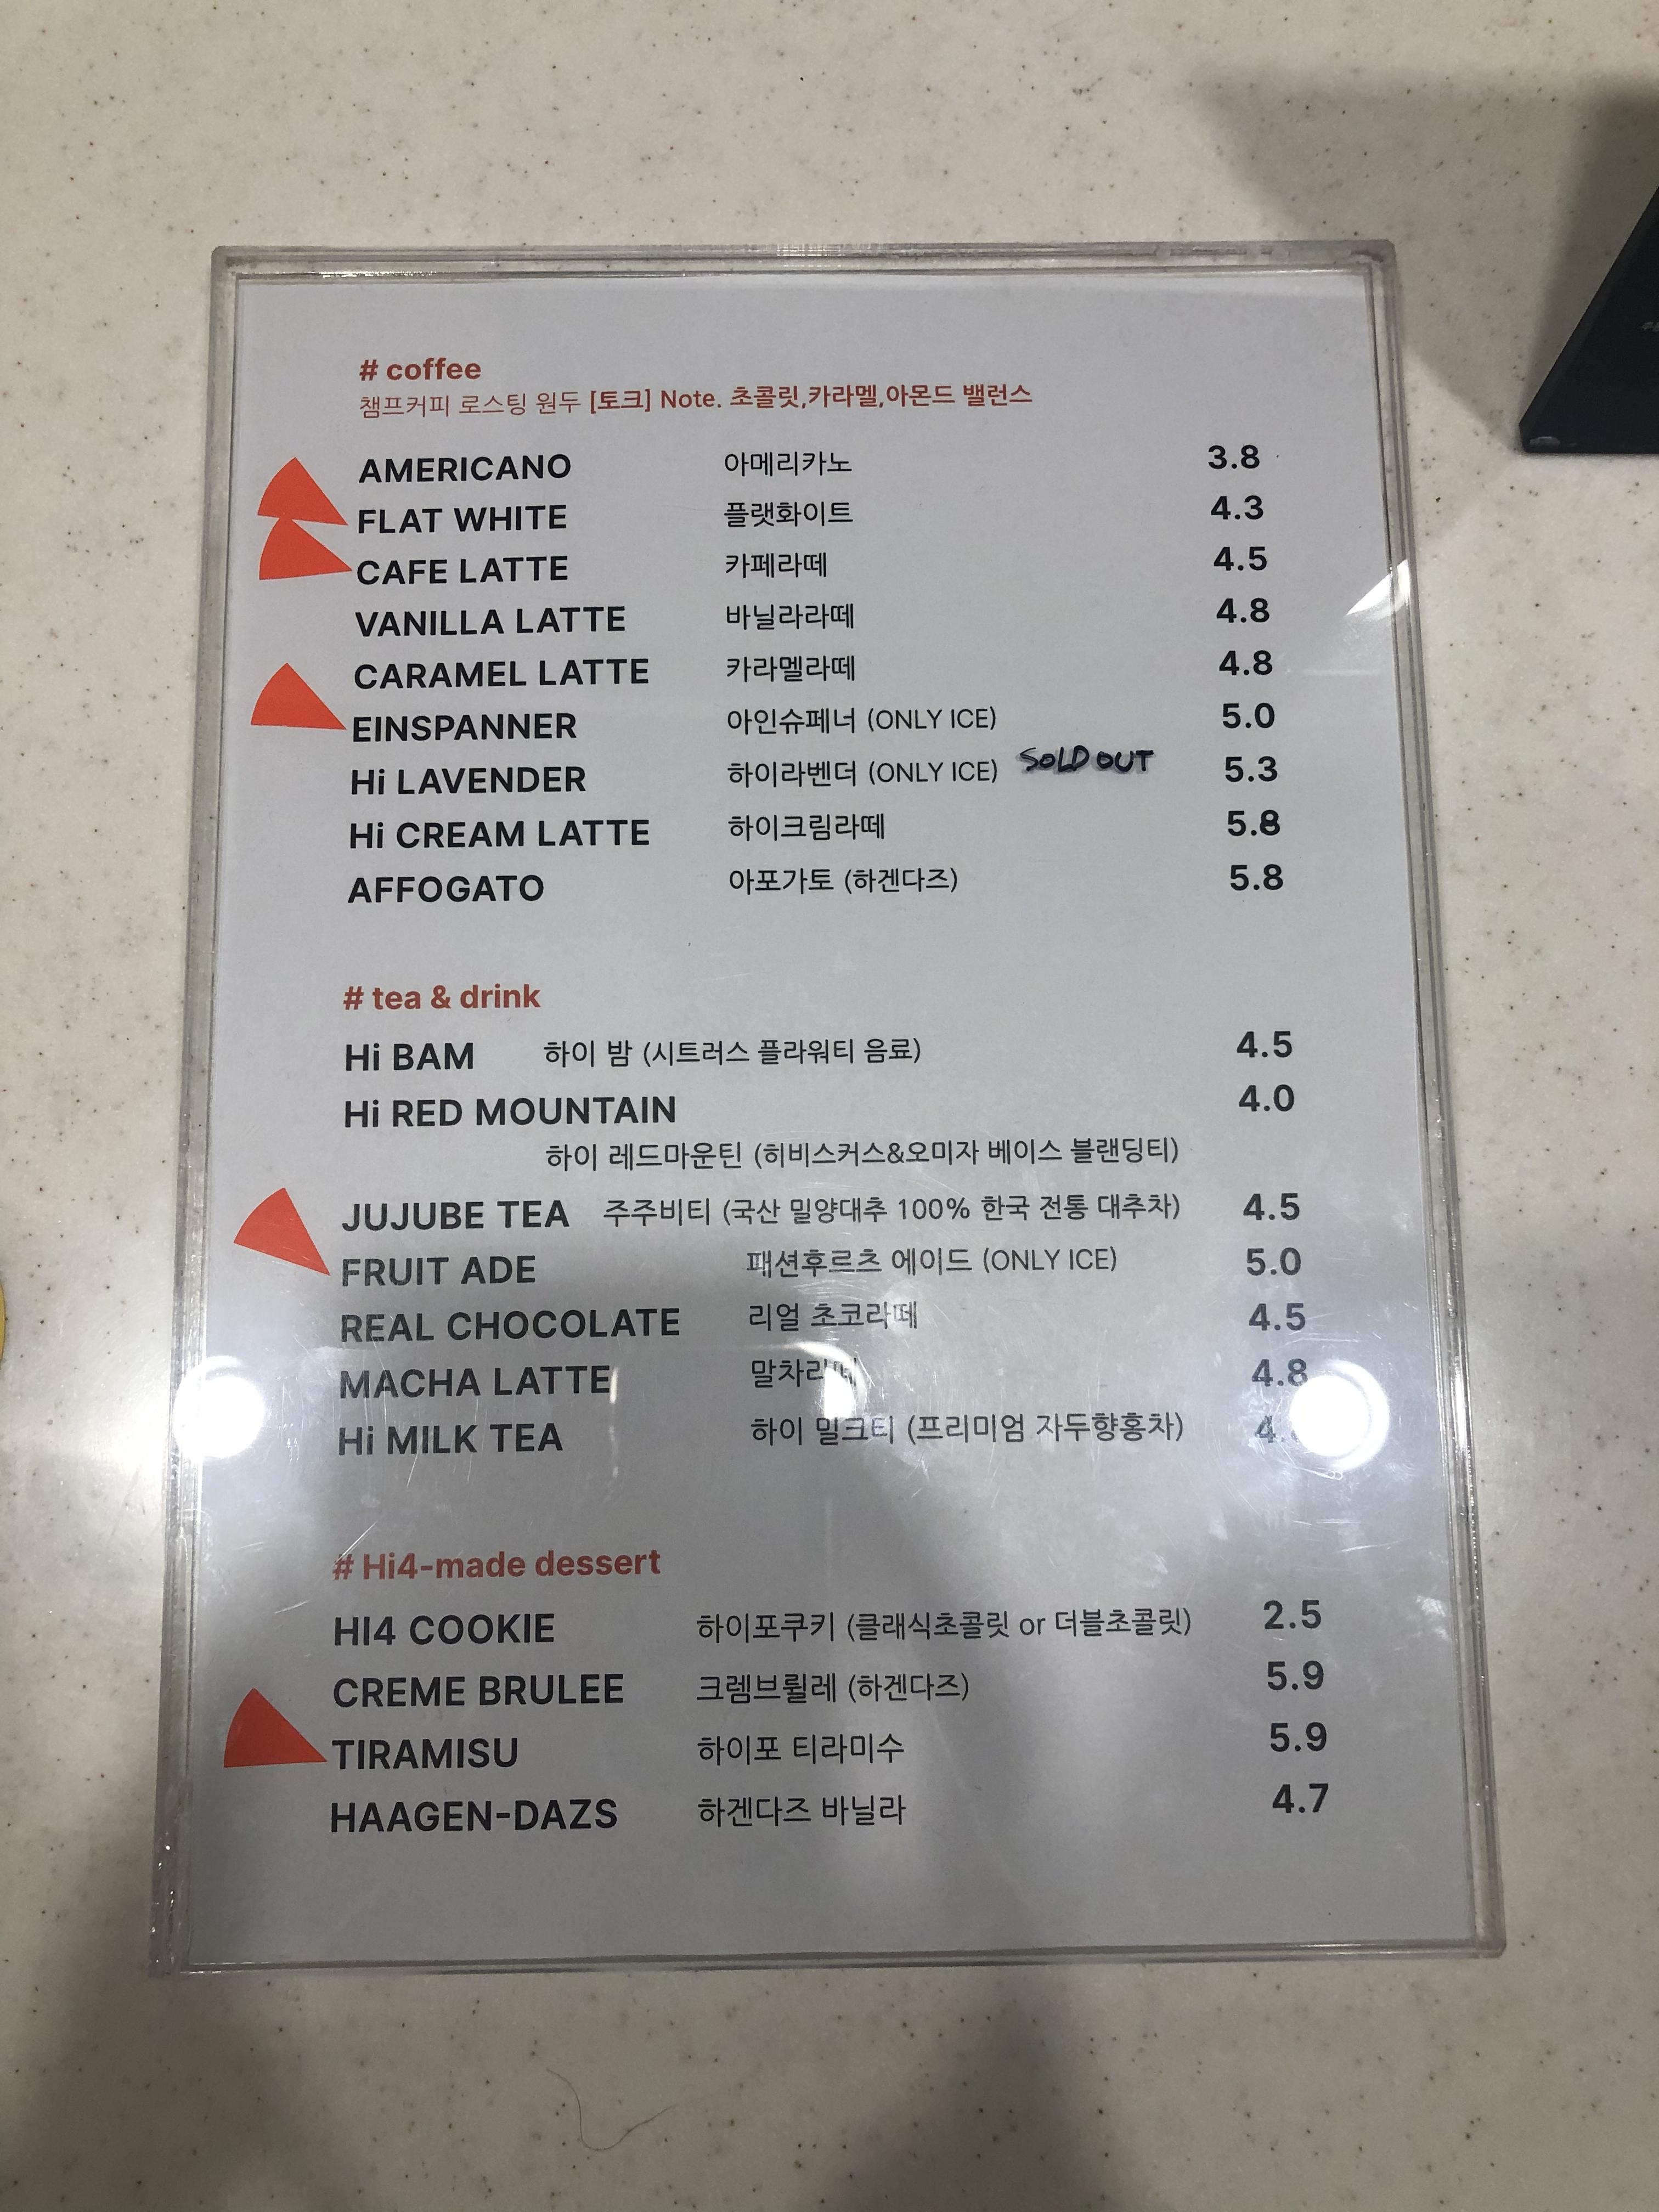 # coffee
챔프커피 로스팅 원두 [토크] Note. 초콜릿,카라멜,아몬드 밸런스
AMERICANO 아메리카노 3.8
FLAT WHITE 플랫화이트 4.3
CAFE LATTE 카페라떼 4.5
VANILLA LATTE 바닐라라떼 4.8
CARAMEL LATTE 카라멜라떼 4.8
EINSPANNER 아인슈페너 (ONLY ICE) 5.0
Hi LAVENDER 하이라벤더 (ONLY ICE) SOLD OUT 5.3
Hi CREAM LATTE 하이크림라떼 5.8
AFFOGATO 아포가토 (하겐다즈) 5.8
# tea & drink
Hi BAM 하이 밤 (시트러스 플라워티 음료) 4.5
Hi RED MOUNTAIN 4.0
하이 레드마운틴 (히비스커스&오미자 베이스 블랜딩티)
JUJUBE TEA 주주비티 (국산 밀양대추 100% 한국 전통 대추차) 4.5
FRUIT ADE 패션후르츠 에이드 (ONLY ICE) 5.0
REAL CHOCOLATE 리얼 초코라떼 4.5
MACHA LATTE 말차라떼 4.8
Hi MILK TEA 하이 밀크티 (프리미엄 자두향홍차)
# Hi4-made dessert
HI4 COOKIE 하이포쿠키 (클래식초콜릿 or 더블초콜릿) 2.5
CREME BRULEE 크렘브륄레 (하겐다즈) 5.9
TIRAMISU 하이포 티라미수 5.9
HAAGEN-DAZS 하겐다즈 바닐라 4.7